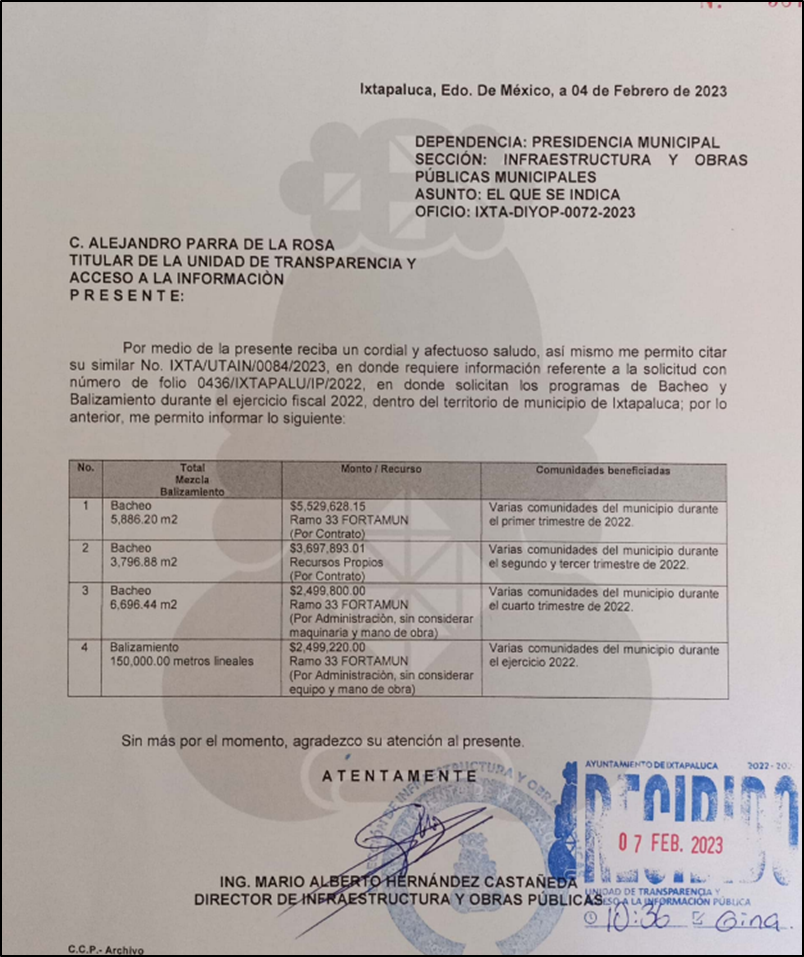 Ixtapaluca, Edo. De México, a 04 de Febrero de 2023
DEPENDENCIA: PRESIDENCIA MUNICIPAL
SECCIÓN: INFRAESTRUCTURA Y OBRAS
PÚBLICAS MUNICIPALES
ASUNTO: EL QUE SE INDICA
OFICIO: IXTA-DIYOP-0072-2023
C. ALEJANDRO PARRA DE LA ROSA
TITULAR DE LA UNIDAD DE TRANSPARENCIA Y
ACCESO A LA INFORMACIÒN
P R E S E N T E:
Por medio de la presente reciba un cordial y afectuoso saludo, así mismo me permito citar
su similar No. IXTA/UTAIN/0084/2023, en donde requiere información referente a la solicitud con
número de folio 0436/IXTAPALU/IP/2022, en donde solicitan los programas de Bacheo y
Balizamiento durante el ejercicio fiscal 2022, dentro del territorio de municipio de Ixtapaluca; por lo
anterior, me permito informar lo siguiente:
No.
Total
Mezcla
Balizamiento
Monto / Recurso
Comunidades beneficiadas
1
Bacheo
5,886.20 m2
$5,529,628.15
Ramo 33 FORTAMUN
(Por Contrato)
Varias comunidades del municipio durante
el primer trimestre de 2022.
2
Bacheo
3,796.88 m2
$3,697,893.01
Recursos Propios
(Por Contrato)
Varias comunidades del municipio durante
el segundo y tercer trimestre de 2022.
3
Bacheo
6,696.44 m2
$2,499,800.00
Ramo 33 FORTAMUN
(Por Administración, sin considerar
maquinaria y mano de obra)
Varias comunidades del municipio durante
el cuarto trimestre de 2022.
4
Balizamiento
150,000.00 metros lineales
$2,499,220.00
Ramo 33 FORTAMUN
(Por Administración, sin considerar
equipo y mano de obra)
Varias comunidades del municipio durante
el ejercicio 2022.
Sin más por el momento, agradezco su atención al presente.
A T E N T A M E N T E
AYUNTAMIENTO DE IXTAPALUCA 2022-20
RECIBIDO
07 FEB. 2023
UNIDAD DE TRANSPARENCIA Y
A LA INFORMACIÓN PÚBLICA
10:36 Gina.
ING. MARIO ALBERTO HERNÁNDEZ CASTAÑEDA
DIRECTOR DE INFRAESTRUCTURA Y OBRAS PÚBLICAS
C.C.P.- Archivo